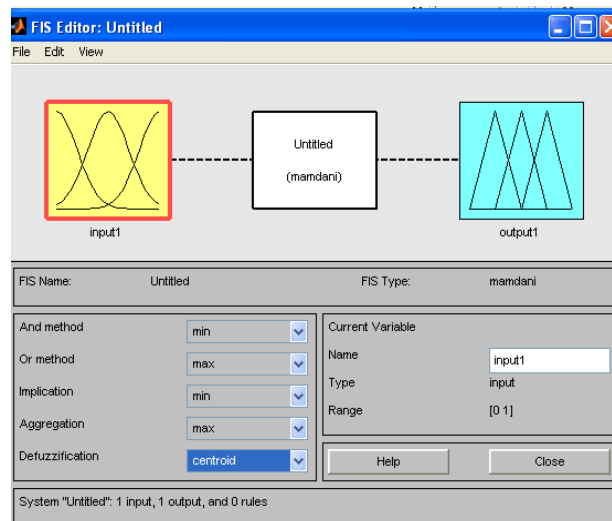 FIS Editor: Untitled
File Edit View
Untitled
(mamdani)
input1
output1
FIS Name: Untitled FIS Type: mamdani
And method min
Or method max
Implication min
Aggregation max
Defuzzification centroid
Current Variable
Name input1
Type input
Range [0 1]
Help Close
System "Untitled": 1 input, 1 output, and 0 rules